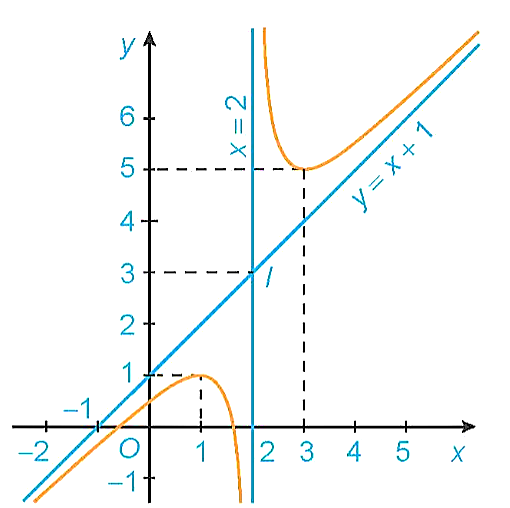 y
x = 2
6
5
y = x + 1
4
3
I
2
1
–1
–2
O
1
2
3
4
5
x
–1